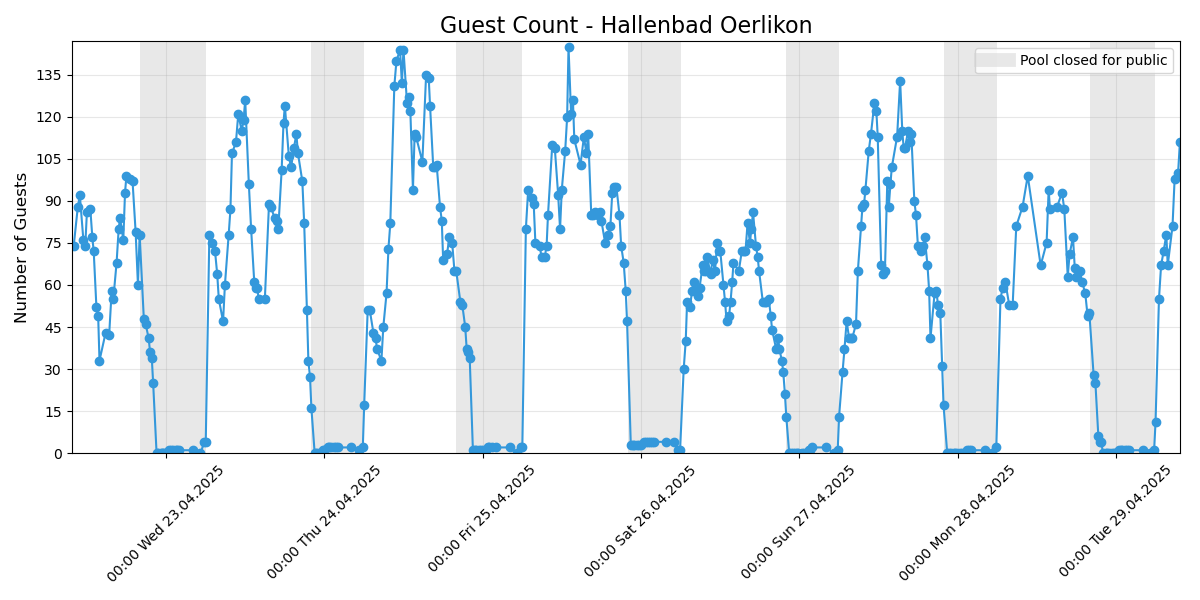 Guest Count - Hallenbad Oerlikon
Pool closed for public
Number of Guests
135
120
105
90
75
60
45
30
15
0
00:00 Wed 23.04.2025
00:00 Thu 24.04.2025
00:00 Fri 25.04.2025
00:00 Sat 26.04.2025
00:00 Sun 27.04.2025
00:00 Mon 28.04.2025
00:00 Tue 29.04.2025